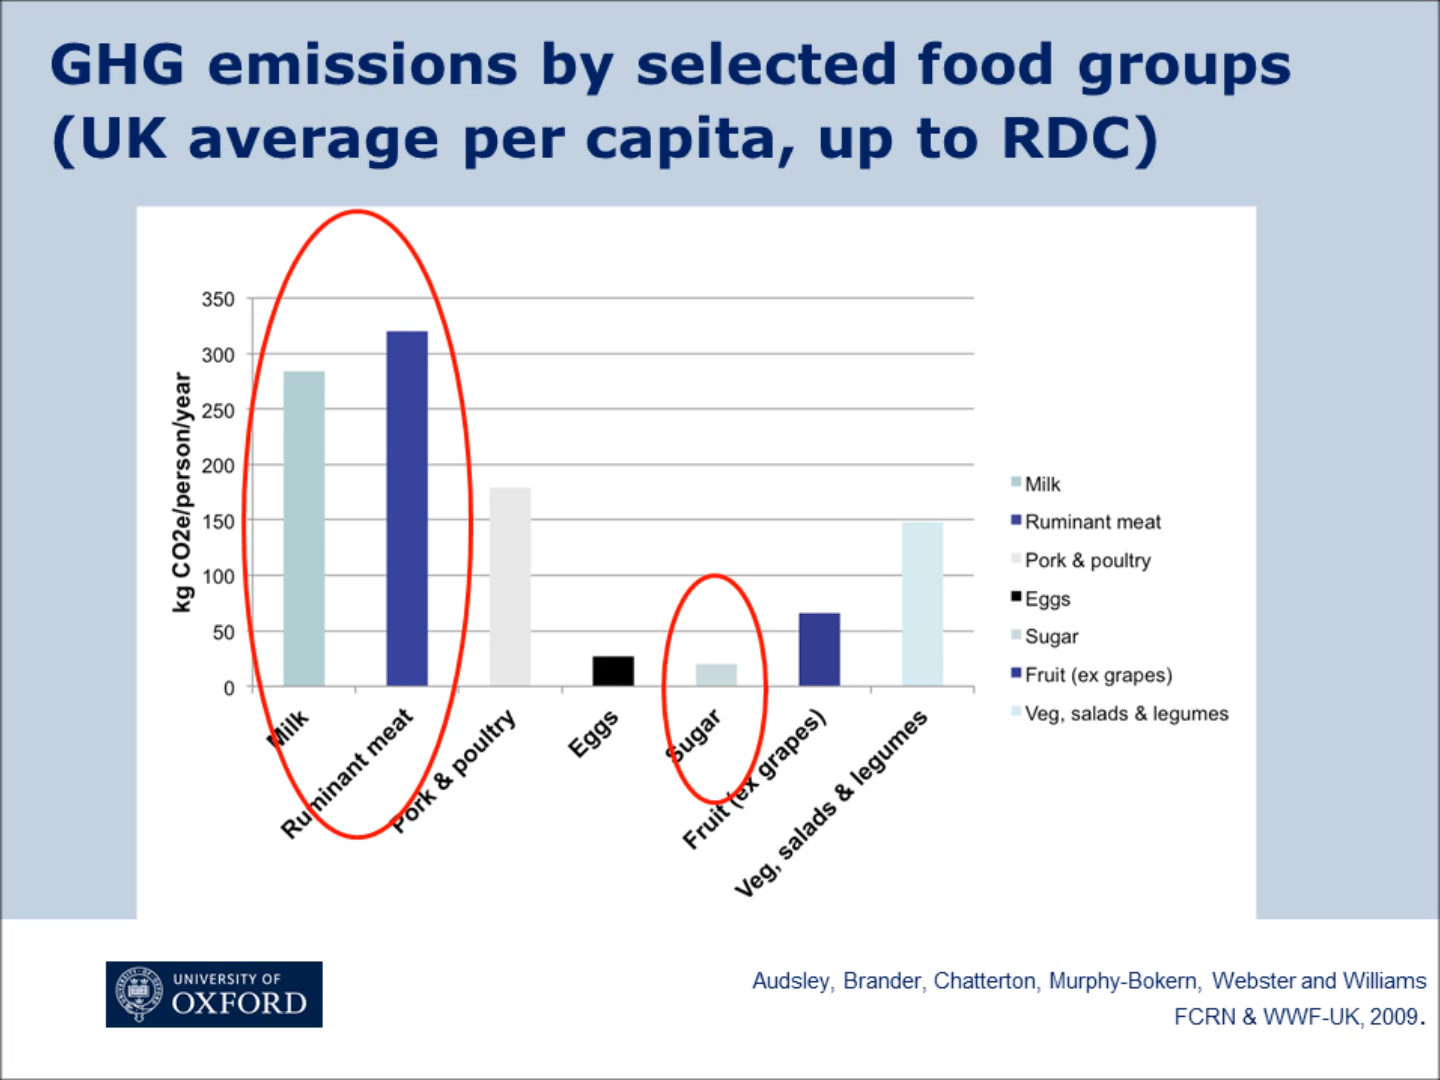 GHG emissions by selected food groups
(UK average per capita, up to RDC)
kg CO2e/person/year
350
300
250
200
150
100
50
0
Milk
Ruminant meat
Pork & poultry
Eggs
Sugar
Fruit (ex grapes)
Veg, salads & legumes
Milk
Ruminant meat
Pork & poultry
Eggs
Sugar
Fruit (ex grapes)
Veg, salads & legumes
UNIVERSITY OF
OXFORD
Audsley, Brander, Chatterton, Murphy-Bokern, Webster and Williams
FCRN & WWF-UK, 2009.